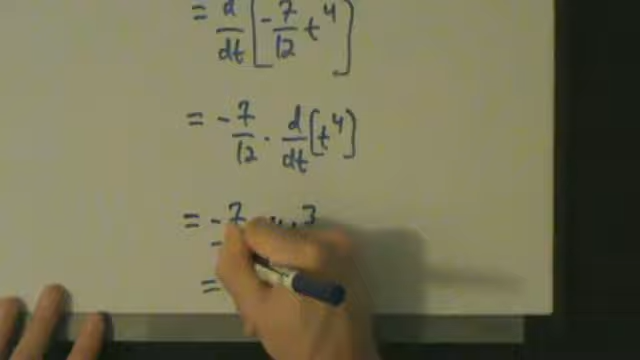 = d/dt [-7/12 t^4]
= -7/12 · d/dt [t^4]
= -7
=